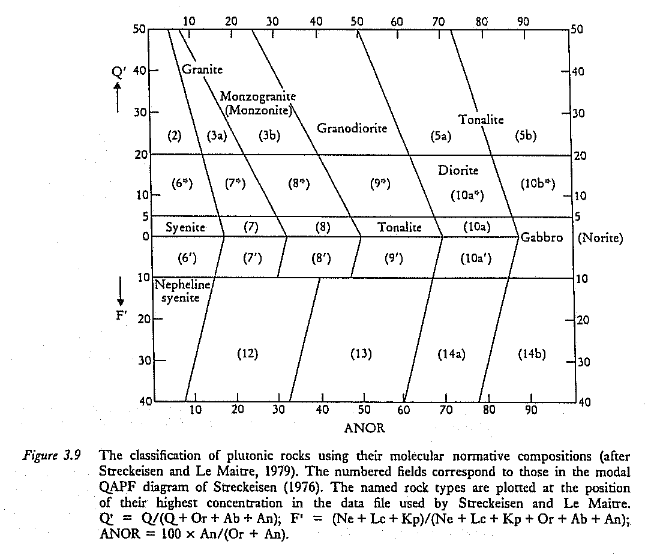 10 20 30 40 50 60 70 80 90
50 50
Q' 40 40
Granite
Monzogranite
(Monzonite)
30 30
Tonalite
Granodiorite
(2) (3a) (3b) (5a) (5b)
20 20
Diorite
(6*) (7*) (8*) (9*) (10a*) (10b*)
10 10
5 5
Syenite (7) (8) Tonalite (10a)
0 Gabbro (Norite)
(6') (7') (8') (9') (10a')
10 10
Nepheline
syenite
F' 20 20
(12) (13) (14a) (14b)
30 30
40 40
10 20 30 40 50 60 70 80 90
ANOR
Figure 3.9 The classification of plutonic rocks using their molecular normative compositions (after
Streckeisen and Le Maitre, 1979). The numbered fields correspond to those in the modal
QAPF diagram of Streckeisen (1976). The named rock types are plotted at the position
of their highest concentration in the data file used by Streckeisen and Le Maitre.
Q' = Q/(Q + Or + Ab + An); F' = (Ne + Lc + Kp)/(Ne + Lc + Kp + Or + Ab + An);
ANOR = 100 x An/(Or + An).